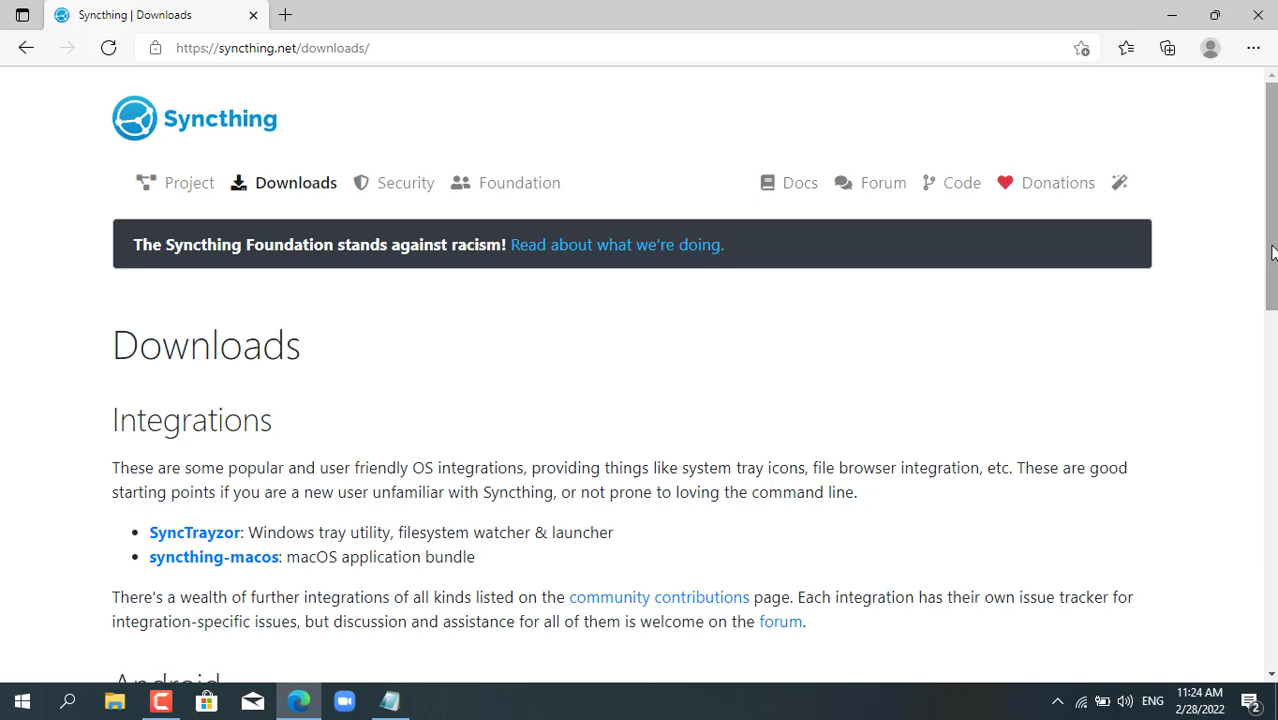 Syncthing | Downloads
https://syncthing.net/downloads/
Syncthing
Project Downloads Security Foundation Docs Forum Code Donations
The Syncthing Foundation stands against racism! Read about what we're doing.
Downloads
Integrations
These are some popular and user friendly OS integrations, providing things like system tray icons, file browser integration, etc. These are good
starting points if you are a new user unfamiliar with Syncthing, or not prone to loving the command line.
• SyncTrayzor: Windows tray utility, filesystem watcher & launcher
• syncthing-macos: macOS application bundle
There's a wealth of further integrations of all kinds listed on the community contributions page. Each integration has their own issue tracker for
integration-specific issues, but discussion and assistance for all of them is welcome on the forum.
Android
ENG
11:24 AM
2/28/2022
2